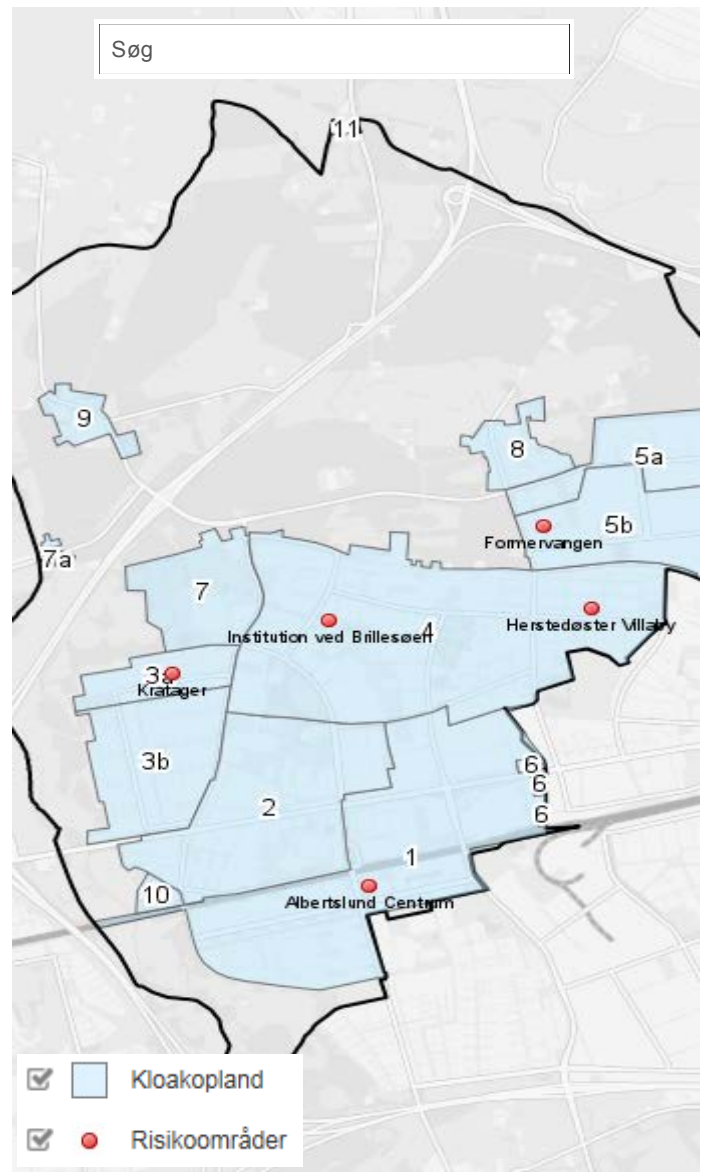 Søg
11
9
8
5a
5b
Formervangen
7a
7
Institution ved Brillesøen
4
Herstedøster Villaby
3a
Kratager
3b
6
6
6
2
1
10
Albertslund Centrum
Kloakopland
Risikoområder